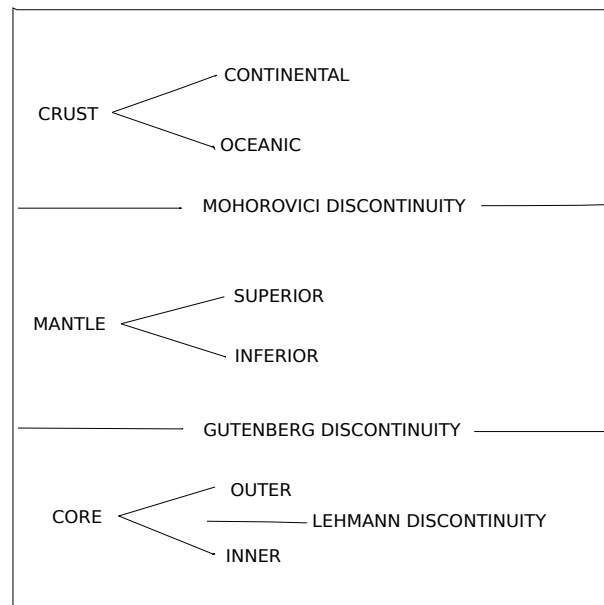 CONTINENTAL
CRUST
OCEANIC
MOHOROVICI DISCONTINUITY
SUPERIOR
MANTLE
INFERIOR
GUTENBERG DISCONTINUITY
OUTER
CORE
LEHMANN DISCONTINUITY
INNER